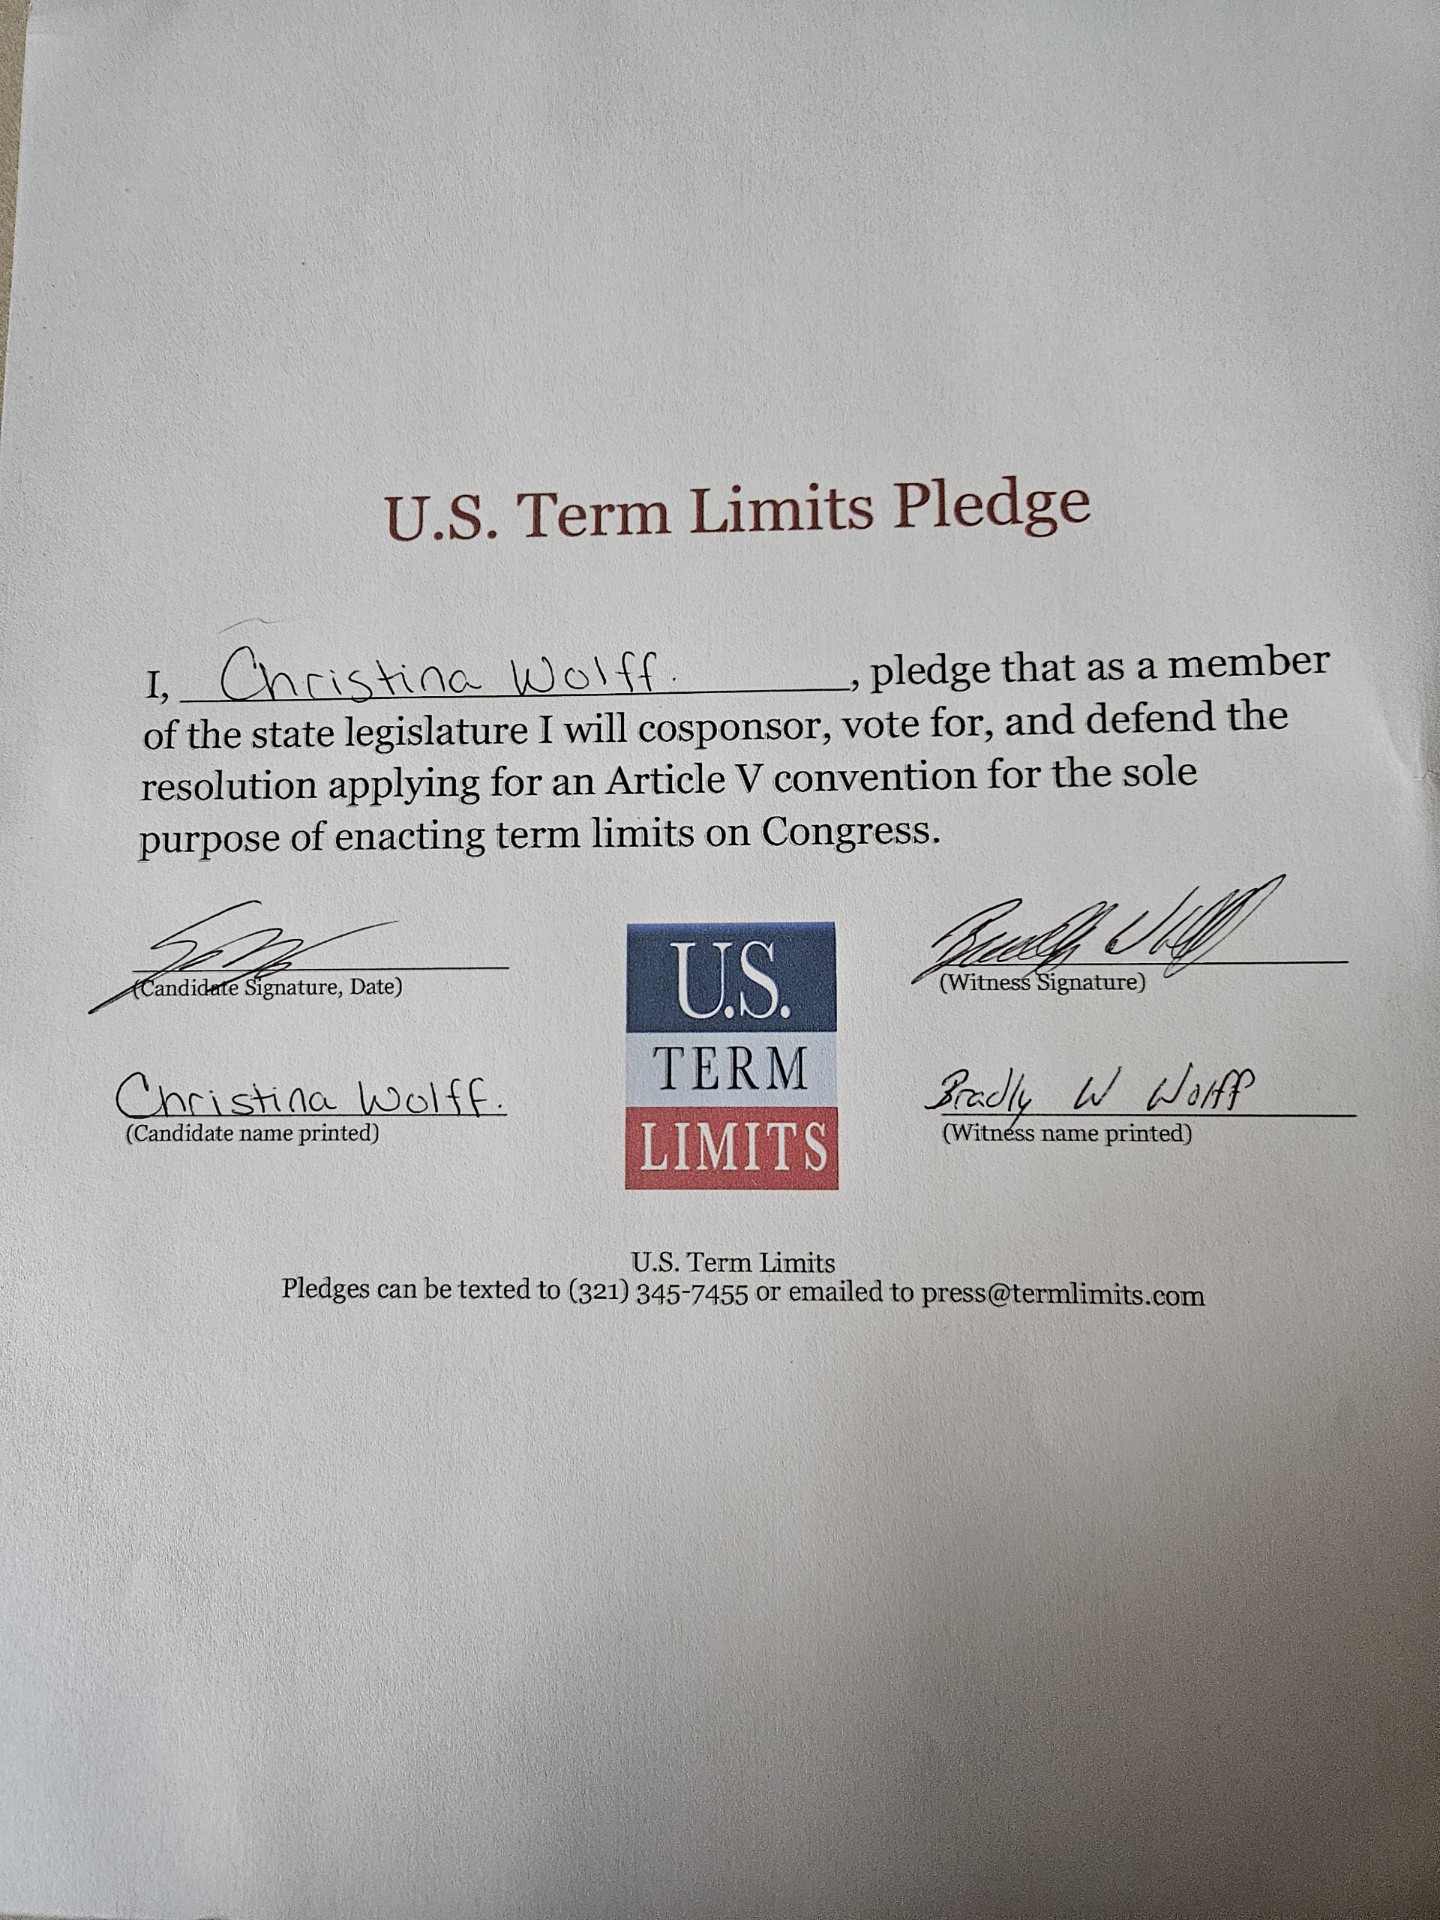 U.S. Term Limits Pledge
I, Christina Wolff. , pledge that as a member
of the state legislature I will cosponsor, vote for, and defend the
resolution applying for an Article V convention for the sole
purpose of enacting term limits on Congress.
(Candidate Signature, Date)
Christina Wolff.
(Candidate name printed)
U.S.
TERM
LIMITS
(Witness Signature)
Bradly W Wolff
(Witness name printed)
U.S. Term Limits
Pledges can be texted to (321) 345-7455 or emailed to press@termlimits.com